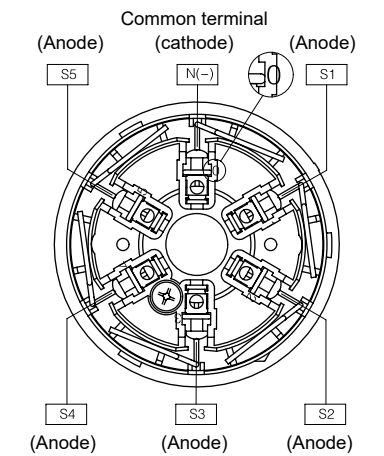 Common terminal
(Anode) (cathode) (Anode)
S5 N(−) S1
S4 S3 S2
(Anode) (Anode) (Anode)